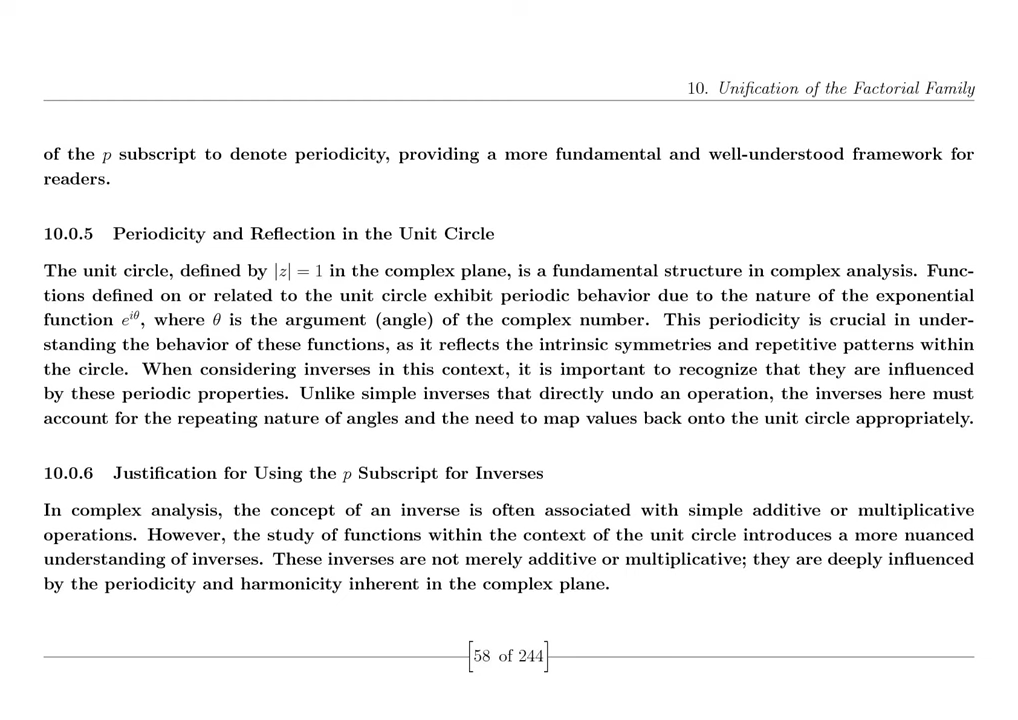 10. Unification of the Factorial Family
of the p subscript to denote periodicity, providing a more fundamental and well-understood framework for
readers.
10.0.5 Periodicity and Reflection in the Unit Circle
The unit circle, defined by |z| = 1 in the complex plane, is a fundamental structure in complex analysis. Func-
tions defined on or related to the unit circle exhibit periodic behavior due to the nature of the exponential
function e^{iθ}, where θ is the argument (angle) of the complex number. This periodicity is crucial in under-
standing the behavior of these functions, as it reflects the intrinsic symmetries and repetitive patterns within
the circle. When considering inverses in this context, it is important to recognize that they are influenced
by these periodic properties. Unlike simple inverses that directly undo an operation, the inverses here must
account for the repeating nature of angles and the need to map values back onto the unit circle appropriately.
10.0.6 Justification for Using the p Subscript for Inverses
In complex analysis, the concept of an inverse is often associated with simple additive or multiplicative
operations. However, the study of functions within the context of the unit circle introduces a more nuanced
understanding of inverses. These inverses are not merely additive or multiplicative; they are deeply influenced
by the periodicity and harmonicity inherent in the complex plane.
[58 of 244]